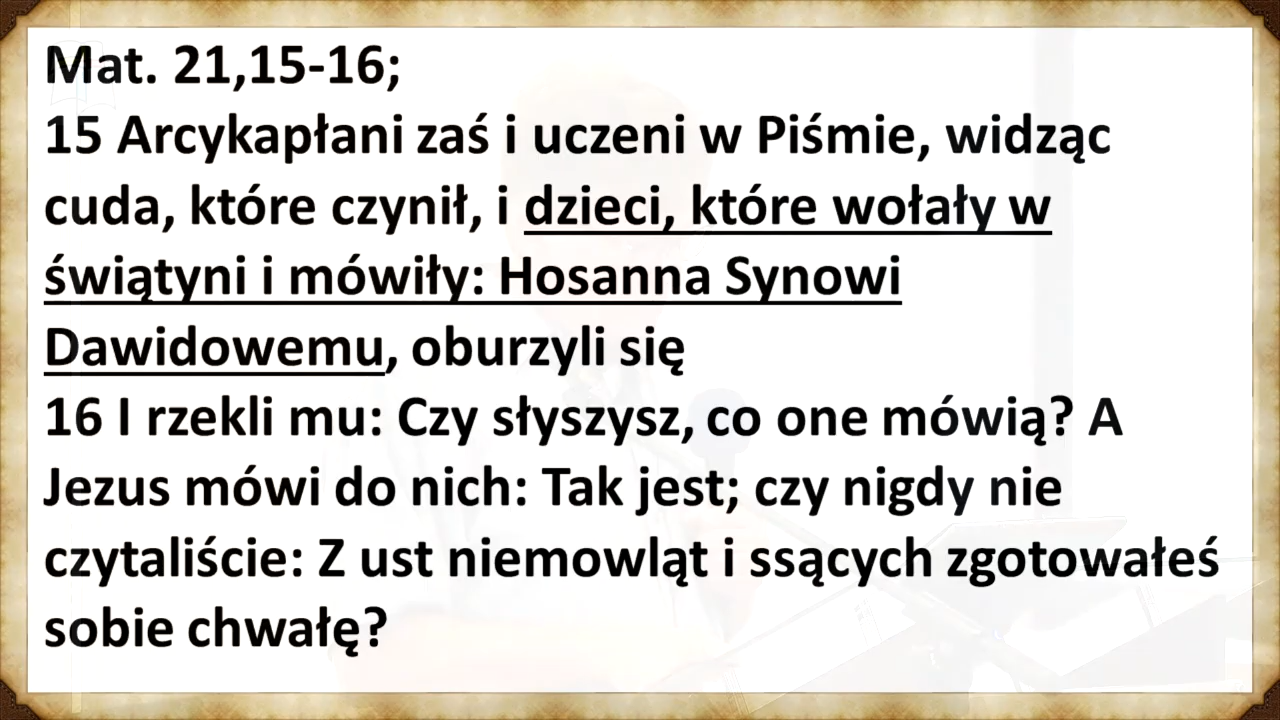 Mat. 21,15-16;
15 Arcykapłani zaś i uczeni w Piśmie, widząc
cuda, które czynił, i dzieci, które wołały w
świątyni i mówiły: Hosanna Synowi
Dawidowemu, oburzyli się
16 I rzekli mu: Czy słyszysz, co one mówią? A
Jezus mówi do nich: Tak jest; czy nigdy nie
czytaliście: Z ust niemowląt i ssących zgotowałeś
sobie chwałę?